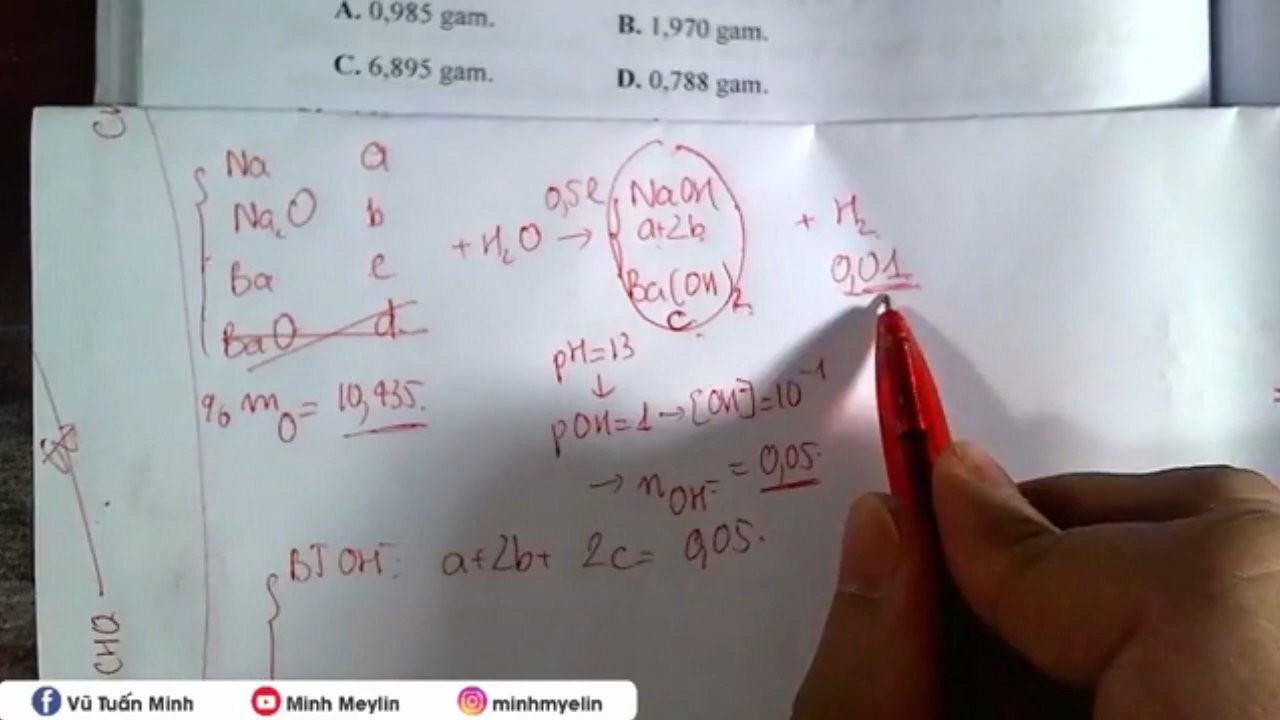 A. 0,985 gam.
B. 1,970 gam.
C. 6,895 gam.
D. 0,788 gam.
Na a
Na₂O b
Ba c
BaO d
+ H₂O →
0,5l
NaOH
a+2b
Ba(OH)₂
c
+ H₂
0,01
% mO = 10,435.
pH=13
↓
pOH=1 → [OH⁻]=10⁻¹
→ nOH⁻ = 0,05.
BT OH⁻: a+2b+ 2c= 0,05.
CHO
Vũ Tuấn Minh
Minh Meylin
minhmyelin